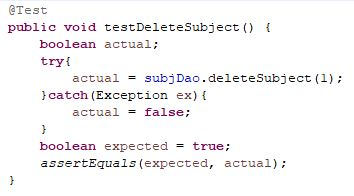 @Test
public void testDeleteSubject() {
    boolean actual;
    try{
        actual = subjDao.deleteSubject(1);
    }catch(Exception ex){
        actual = false;
    }
    boolean expected = true;
    assertEquals(expected, actual);
}